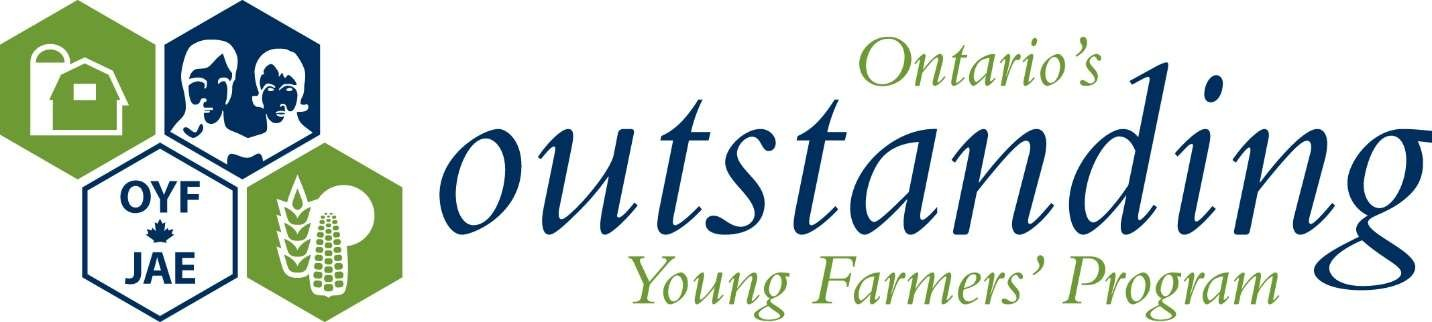 OYF
JAE
Ontario's
outstanding
Young Farmers' Program